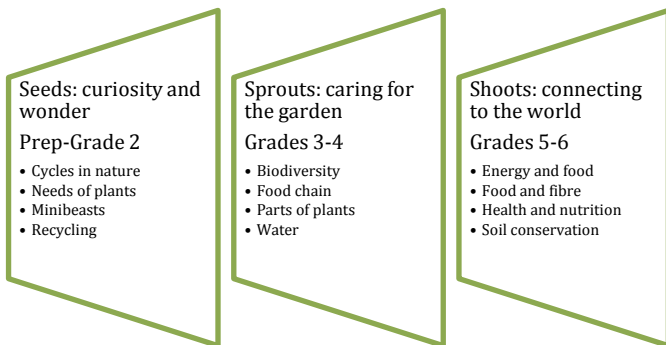 Seeds: curiosity and
wonder
Prep-Grade 2
• Cycles in nature
• Needs of plants
• Minibeasts
• Recycling
Sprouts: caring for
the garden
Grades 3-4
• Biodiversity
• Food chain
• Parts of plants
• Water
Shoots: connecting
to the world
Grades 5-6
• Energy and food
• Food and fibre
• Health and nutrition
• Soil conservation